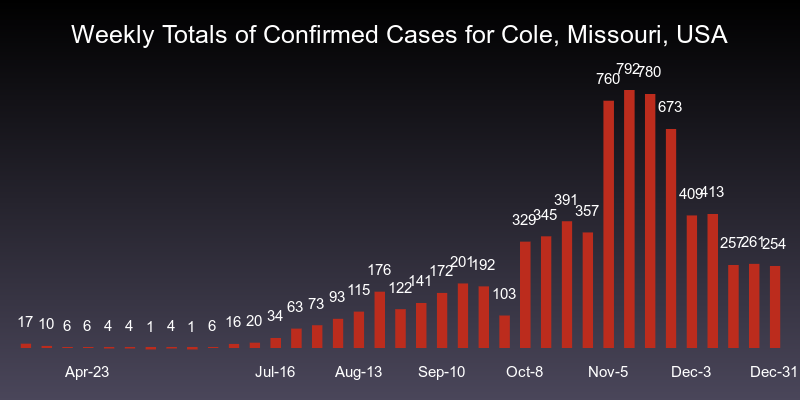 Weekly Totals of Confirmed Cases for Cole, Missouri, USA
17 10 6 6 4 4 1 4 1 6 16 20 34 63 73 93 115 176 122 141 172 201 192 103 329 345 391 357 760 792 780 673 409 413 257 261 254
Apr-23 Jul-16 Aug-13 Sep-10 Oct-8 Nov-5 Dec-3 Dec-31